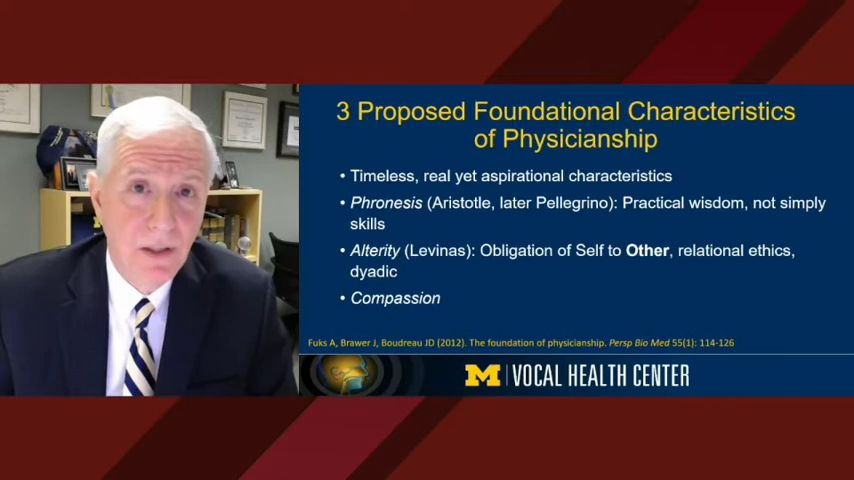 3 Proposed Foundational Characteristics
of Physicianship
• Timeless, real yet aspirational characteristics
• Phronesis (Aristotle, later Pellegrino): Practical wisdom, not simply
skills
• Alterity (Levinas): Obligation of Self to Other, relational ethics,
dyadic
• Compassion
Fuks A, Brawer J, Boudreau JD (2012). The foundation of physicianship. Persp Bio Med 55(1): 114-126
M | VOCAL HEALTH CENTER